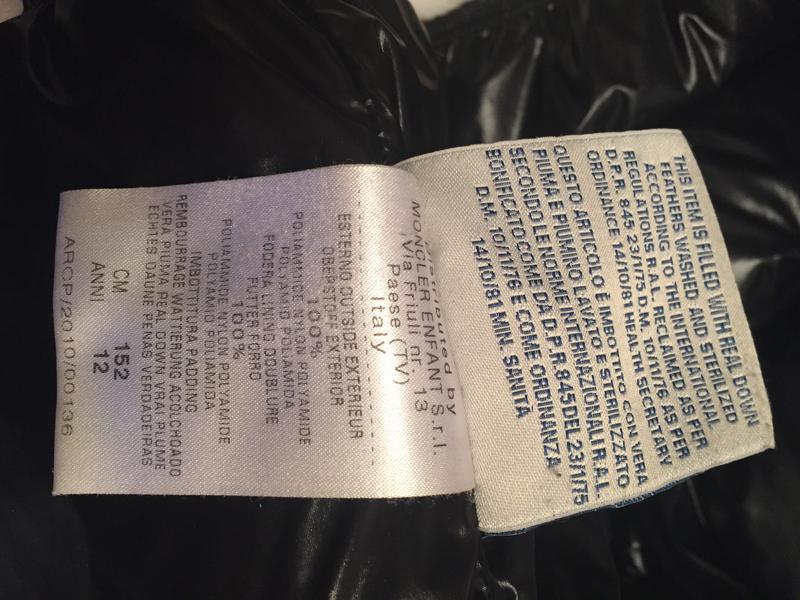 Distributed by
MONCLER ENFANT S.r.l.
Via Friuli nr. 13
Paese (TV)
Italy
ESTERNO OUTSIDE EXTERIEUR
OBERSTOFF EXTERIOR
100%
POLIAMMIDE NYLON POLYAMIDE
POLYAMID POLIAMIDA
FODERA LINING DOUBLURE
FUTTER FORRO
100%
POLIAMMIDE NYLON POLYAMIDE
POLYAMID POLIAMIDA
IMBOTTITURA PADDING
REMBOURRAGE WATTIERUNG ACOLCHOADO
VERA PIUMA REAL DOWN VRAI PLUME
ECHTES DAUNE PENAS VERDADEIRAS
CM 152
ANNI 12
ARCP/2010/00136
THIS ITEM IS FILLED WITH REAL DOWN
FEATHERS WASHED AND STERILIZED
ACCORDING TO THE INTERNATIONAL
REGULATIONS R.A.L. RECLAIMED AS PER
D.P.R. 845-23/1/75 D.M. 10/11/76 AS PER
ORDINANCE 14/10/81 HEALTH SECRETARY
QUESTO ARTICOLO È IMBOTTO CON VERA
PIUMA E PIUMINO LAVATO E STERILIZZATO
SECONDO LE NORME INTERNAZIONALI R.A.L.
BONIFICATO COME DA D.P.R. 845 DEL 23/1/75
D.M. 10/11/76 E COME ORDINANZA
14/10/81 MIN. SANITÀ